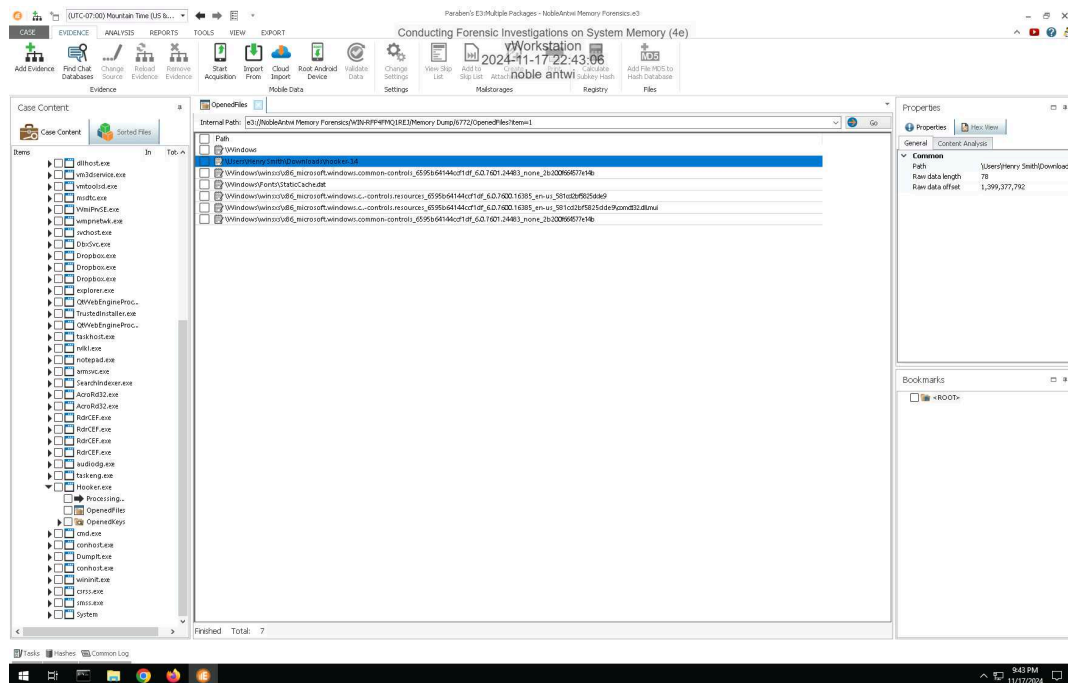 (UTC-07:00) Mountain Time (US &...
Paraben's E3:Multiple Packages - NobleAntwi Memory Forensics.e3
CASE EVIDENCE ANALYSIS REPORTS TOOLS VIEW EXPORT
Conducting Forensic Investigations on System Memory (4e)
vWorkstation
2024-11-17 22:43:06
noble antwi
Add Evidence
Find Chat Databases
Change Source
Reload Evidence
Remove Evidence
Evidence
Start Acquisition
Import From
Cloud Import
Root Android Device
Validate Data
Mobile Data
Change Settings
Settings
View Skip List
Add to Skip List
Mailstorages
Calculate Subkey Hash
Registry
MD5
Add File MD5 to Hash Database
Files
Case Content
Case Content Sorted Files
Items In Tot.
dllhost.exe
vm3dservice.exe
vmtoolsd.exe
msdtc.exe
WmiPrvSE.exe
wmpnetwk.exe
svchost.exe
DbxSvc.exe
Dropbox.exe
Dropbox.exe
Dropbox.exe
explorer.exe
QtWebEngineProc...
TrustedInstaller.exe
QtWebEngineProc...
taskhost.exe
notepad.exe
armsvc.exe
SearchIndexer.exe
AcroRd32.exe
AcroRd32.exe
RdrCEF.exe
RdrCEF.exe
RdrCEF.exe
RdrCEF.exe
audiodg.exe
taskeng.exe
Hooker.exe
Processing...
OpenedFiles
OpenedKeys
cmd.exe
conhost.exe
DumpIt.exe
conhost.exe
wininit.exe
csrss.exe
smss.exe
System
OpenedFiles
Internal Path: e3://NobleAntwi Memory Forensics/WIN-RFP4FMQ1REJ/Memory Dump/6772/OpenedFiles?item=1
Go
Path
\Windows
\Users\Henry Smith\Downloads\hooker-3.4
\Windows\winsxs\x86_microsoft.windows.common-controls_6595b64144ccf1df_6.0.7601.24483_none_2b200f664577e14b
\Windows\Fonts\StaticCache.dat
\Windows\winsxs\x86_microsoft.windows.c..-controls.resources_6595b64144ccf1df_6.0.7600.16385_en-us_581cd2bf5825dde9
\Windows\winsxs\x86_microsoft.windows.c..-controls.resources_6595b64144ccf1df_6.0.7600.16385_en-us_581cd2bf5825dde9\comctl32.dll.mui
\Windows\winsxs\x86_microsoft.windows.common-controls_6595b64144ccf1df_6.0.7601.24483_none_2b200f664577e14b
Finished Total: 7
Properties
Properties Hex View
General Content Analysis
Common
Path \Users\Henry Smith\Download
Raw data length 78
Raw data offset 1,399,377,792
Bookmarks
<ROOT>
Tasks Hashes Common Log
9:43 PM
11/17/2024